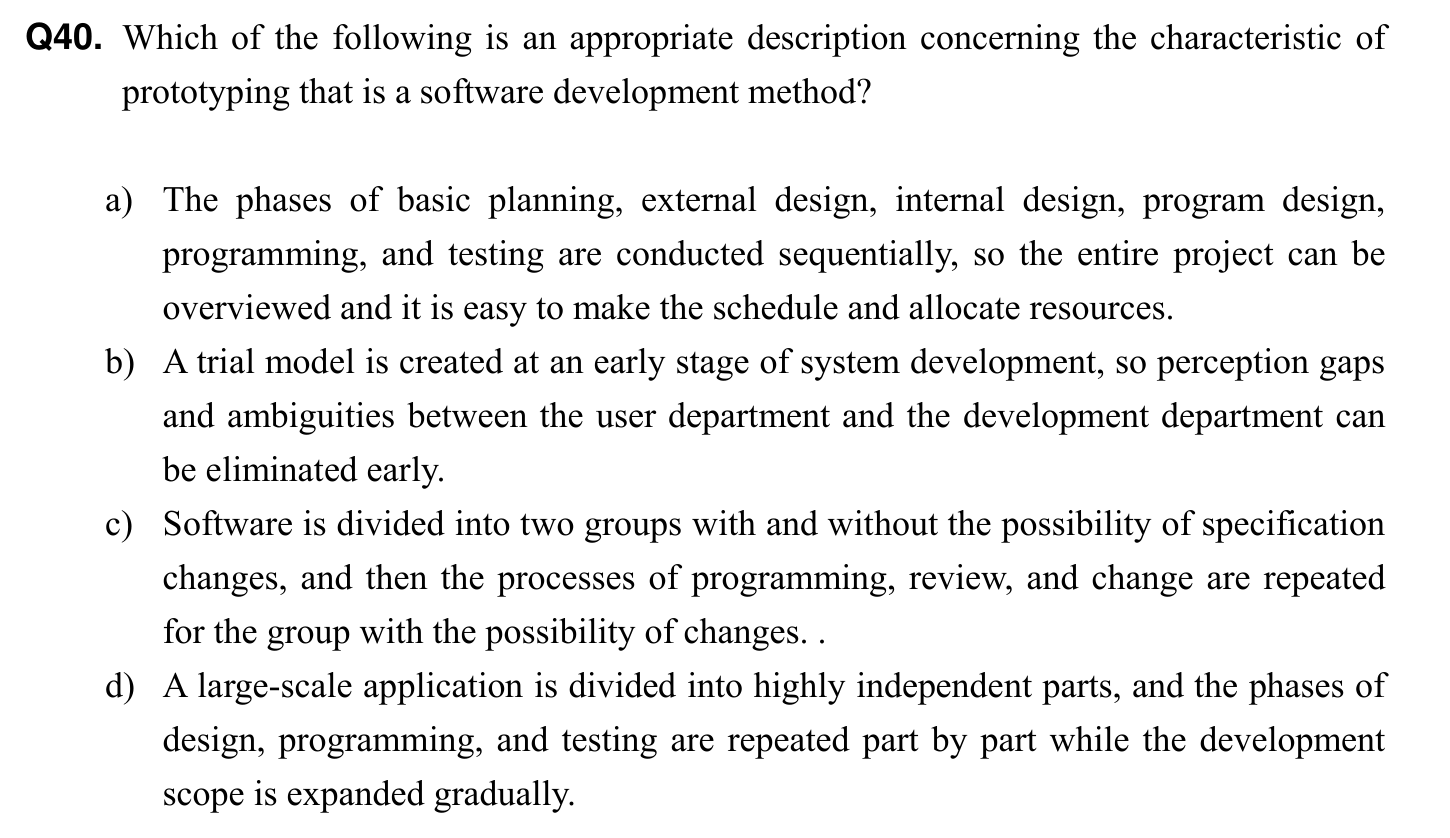 Q40. Which of the following is an appropriate description concerning the characteristic of
prototyping that is a software development method?
a) The phases of basic planning, external design, internal design, program design,
programming, and testing are conducted sequentially, so the entire project can be
overviewed and it is easy to make the schedule and allocate resources.
b) A trial model is created at an early stage of system development, so perception gaps
and ambiguities between the user department and the development department can
be eliminated early.
c) Software is divided into two groups with and without the possibility of specification
changes, and then the processes of programming, review, and change are repeated
for the group with the possibility of changes. .
d) A large-scale application is divided into highly independent parts, and the phases of
design, programming, and testing are repeated part by part while the development
scope is expanded gradually.